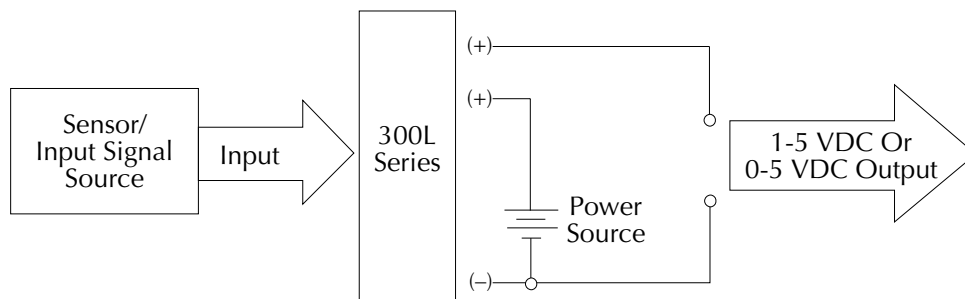 Sensor/
Input Signal
Source
Input
300L
Series
(+)
(+)
(–)
Power
Source
1-5 VDC Or
0-5 VDC Output